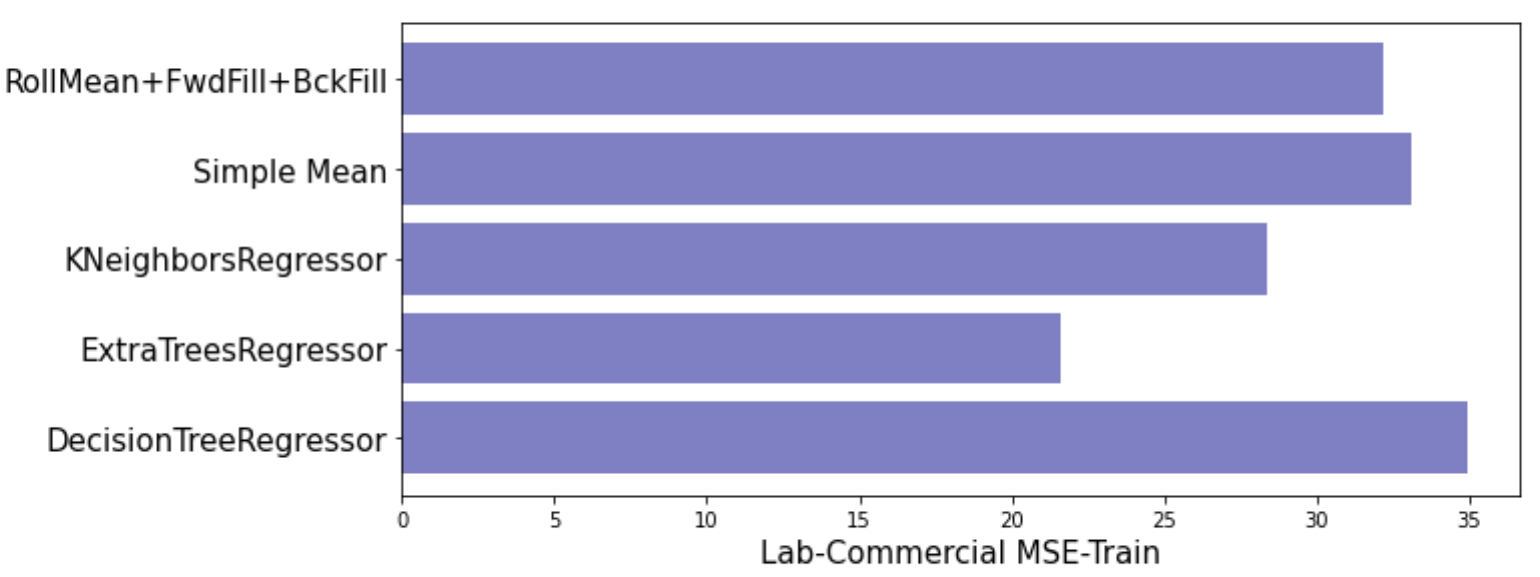 RollMean+FwdFill+BckFill
Simple Mean
KNeighborsRegressor
ExtraTreesRegressor
DecisionTreeRegressor
0 5 10 15 20 25 30 35
Lab-Commercial MSE-Train